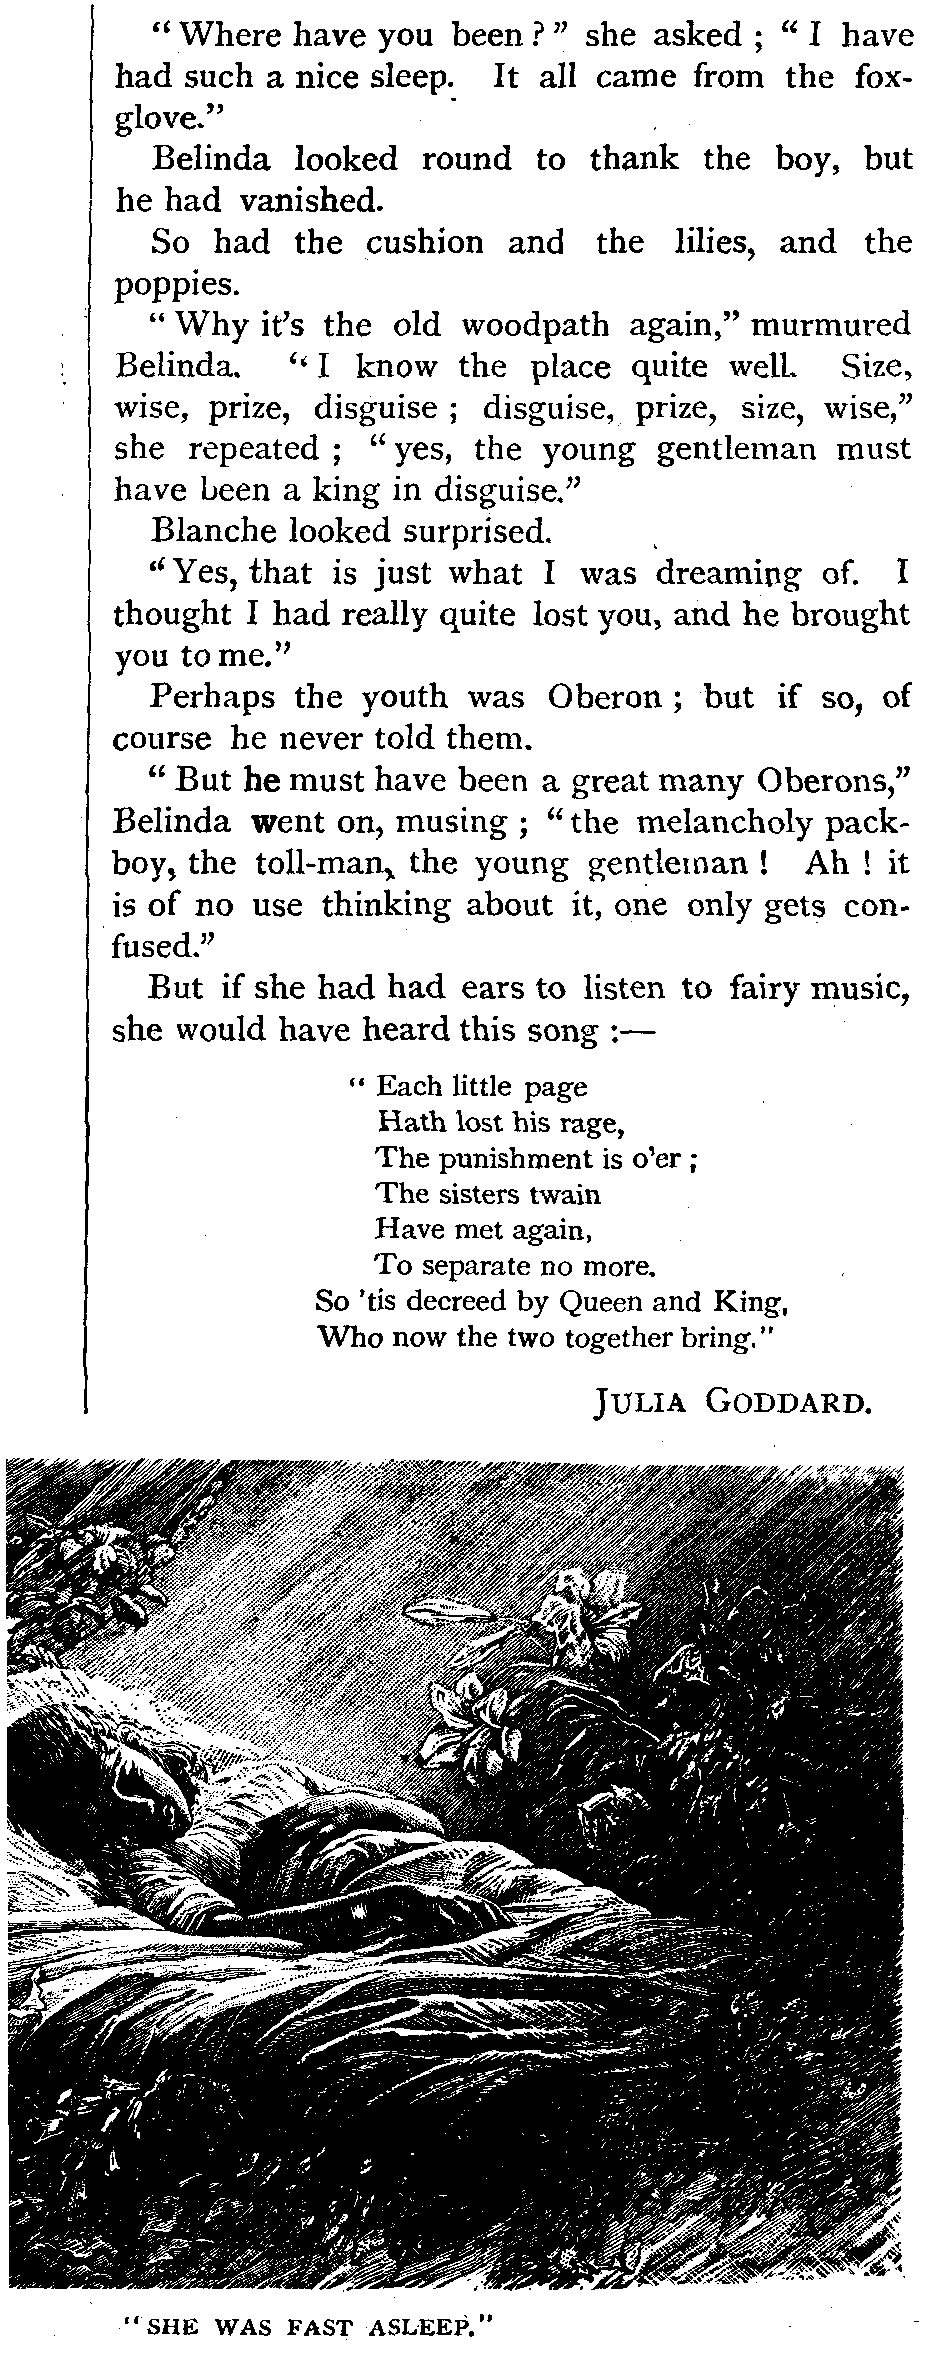 “Where have you been?” she asked; “I have
had such a nice sleep. It all came from the fox-
glove.”
Belinda looked round to thank the boy, but
he had vanished.
So had the cushion and the lilies, and the
poppies.
“Why it’s the old woodpath again,” murmured
Belinda. “I know the place quite well. Size,
wise, prize, disguise; disguise, prize, size, wise,”
she repeated; “yes, the young gentleman must
have been a king in disguise.”
Blanche looked surprised.
“Yes, that is just what I was dreaming of. I
thought I had really quite lost you, and he brought
you to me.”
Perhaps the youth was Oberon; but if so, of
course he never told them.
“But he must have been a great many Oberons,”
Belinda went on, musing; “the melancholy pack-
boy, the toll-man, the young gentleman! Ah! it
is of no use thinking about it, one only gets con-
fused.”
But if she had had ears to listen to fairy music,
she would have heard this song:—
“Each little page
Hath lost his rage,
The punishment is o’er;
The sisters twain
Have met again,
To separate no more.
So ’tis decreed by Queen and King,
Who now the two together bring.”
JULIA GODDARD.
“SHE WAS FAST ASLEEP.”